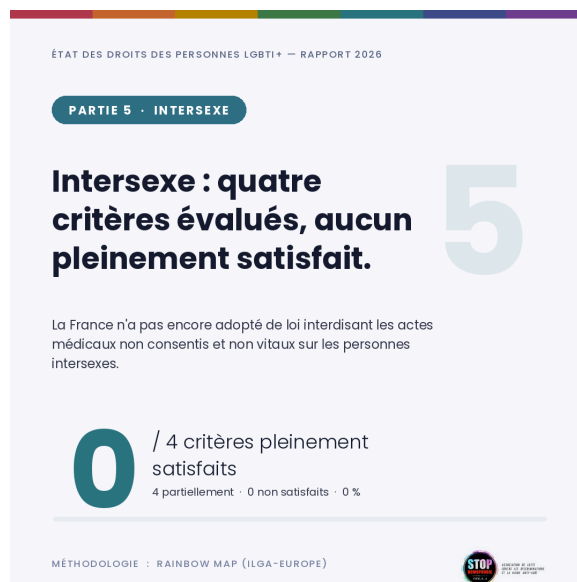 ÉTAT DES DROITS DES PERSONNES LGBTI+ — RAPPORT 2026
PARTIE 5 · INTERSEXE
Intersexe : quatre
critères évalués, aucun
pleinement satisfait.
5
La France n'a pas encore adopté de loi interdisant les actes
médicaux non consentis et non vitaux sur les personnes
intersexes.
0
/ 4 critères pleinement
satisfaits
4 partiellement · 0 non satisfaits · 0 %
MÉTHODOLOGIE : RAINBOW MAP (ILGA-EUROPE)
STOP